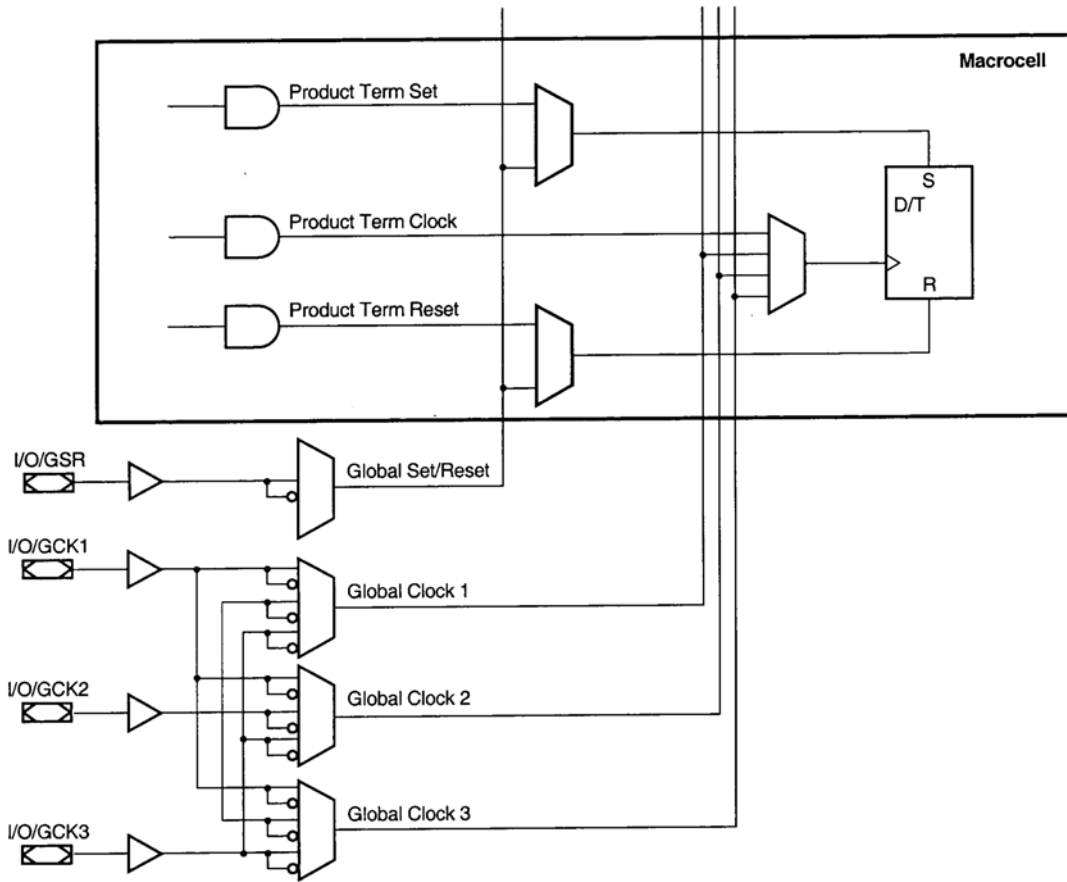 Macrocell
Product Term Set
S
D/T
Product Term Clock
R
Product Term Reset
I/O/GSR
Global Set/Reset
I/O/GCK1
Global Clock 1
I/O/GCK2
Global Clock 2
I/O/GCK3
Global Clock 3